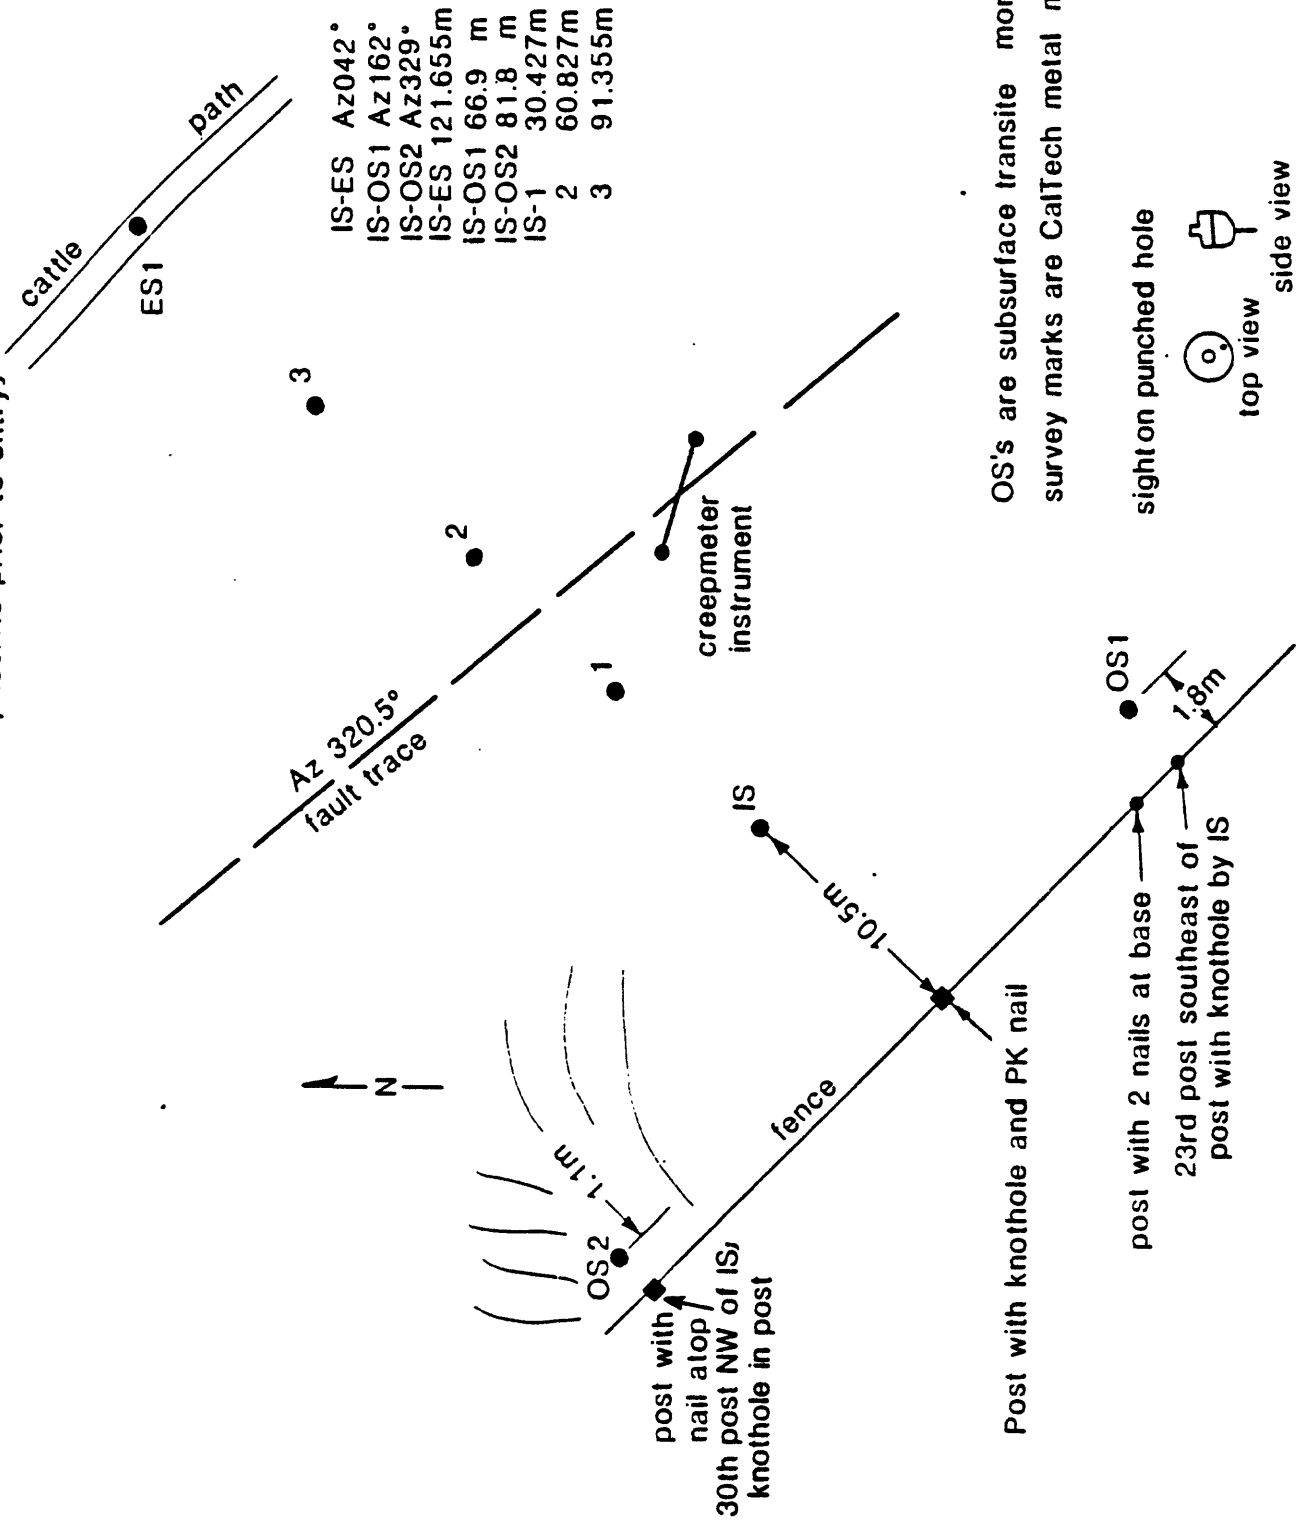 cattle
path
ES1
IS-ES Az042°
IS-OS1 Az162°
IS-OS2 Az329°
IS-ES 121.655m
IS-OS1 66.9 m
IS-OS2 81.8 m
IS-1 30.427m
2 60.827m
3 91.355m
3
2
1
Az 320.5°
fault trace
creepmeter
instrument
N
IS
10.5m
1.1m
OS2
fence
post with
nail atop
30th post NW of IS;
knothole in post
Post with knothole and PK nail
OS1
1.8m
post with 2 nails at base
23rd post southeast of
post with knothole by IS
OS's are subsurface transite
survey marks are CalTech metal
sight on punched hole
top view
side view